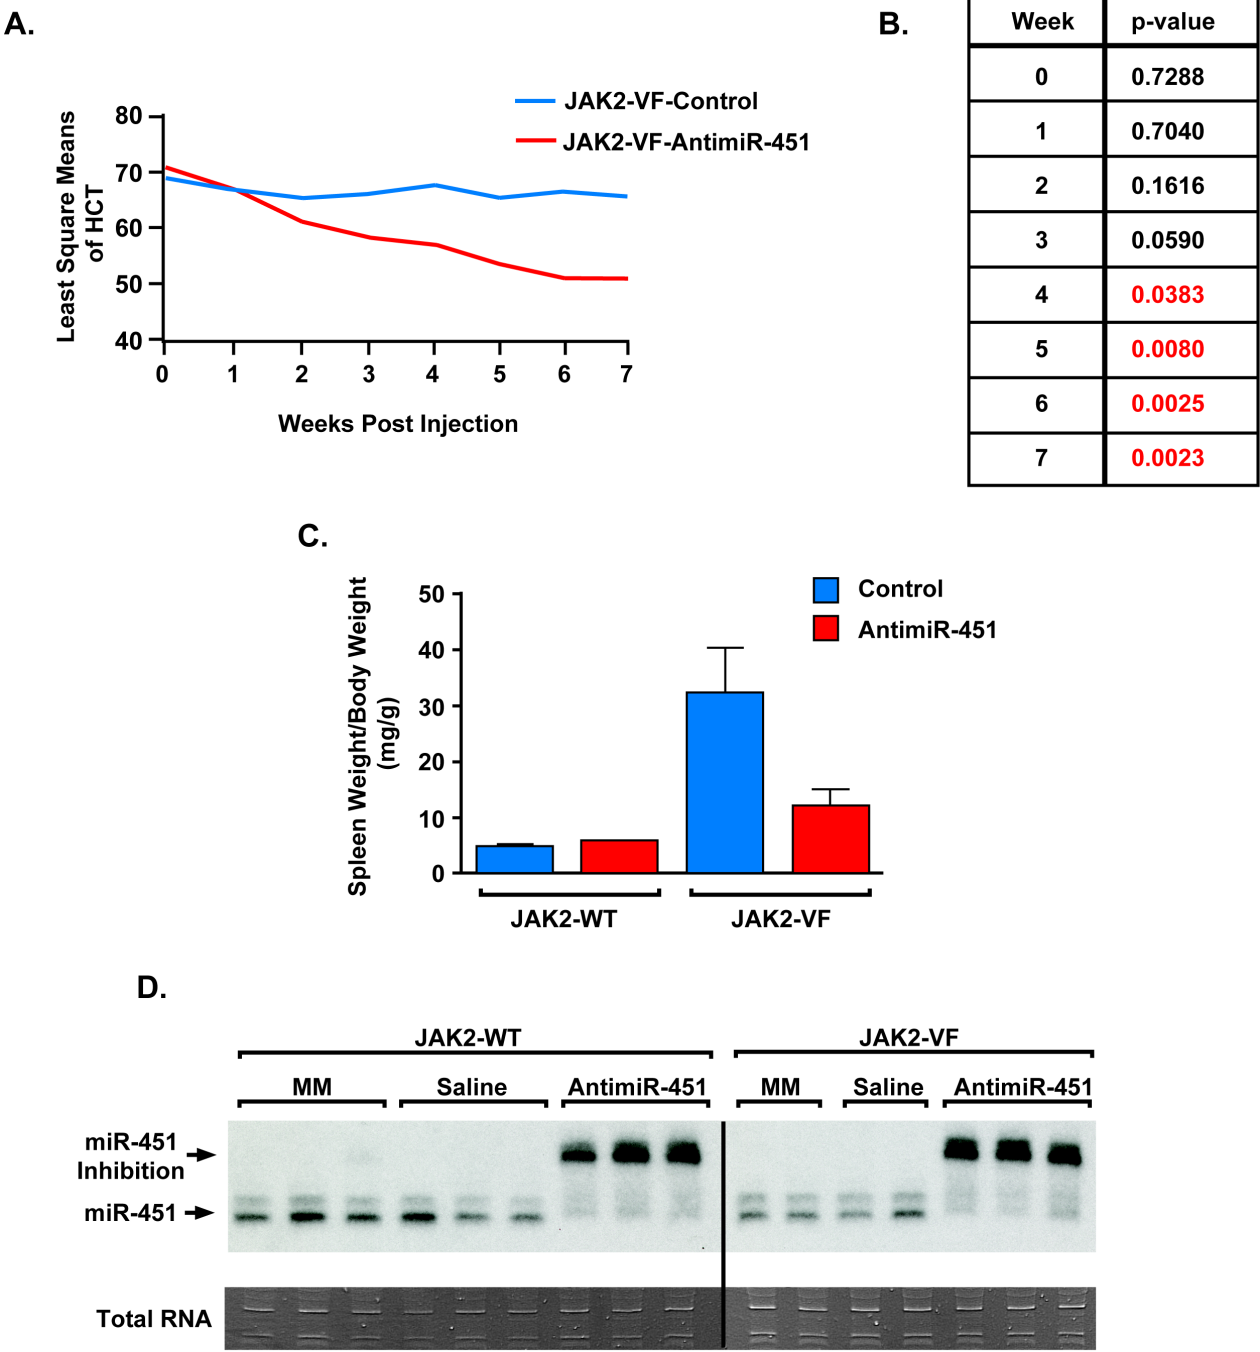 A.
JAK2-VF-Control
JAK2-VF-AntimiR-451
Least Square Means
of HCT
80
70
60
50
40
0 1 2 3 4 5 6 7
Weeks Post Injection
B.
Week p-value
0 0.7288
1 0.7040
2 0.1616
3 0.0590
4 0.0383
5 0.0080
6 0.0025
7 0.0023
C.
Control
AntimiR-451
Spleen Weight/Body Weight
(mg/g)
50
40
30
20
10
0
JAK2-WT JAK2-VF
D.
JAK2-WT JAK2-VF
MM Saline AntimiR-451 MM Saline AntimiR-451
miR-451
Inhibition
miR-451
Total RNA